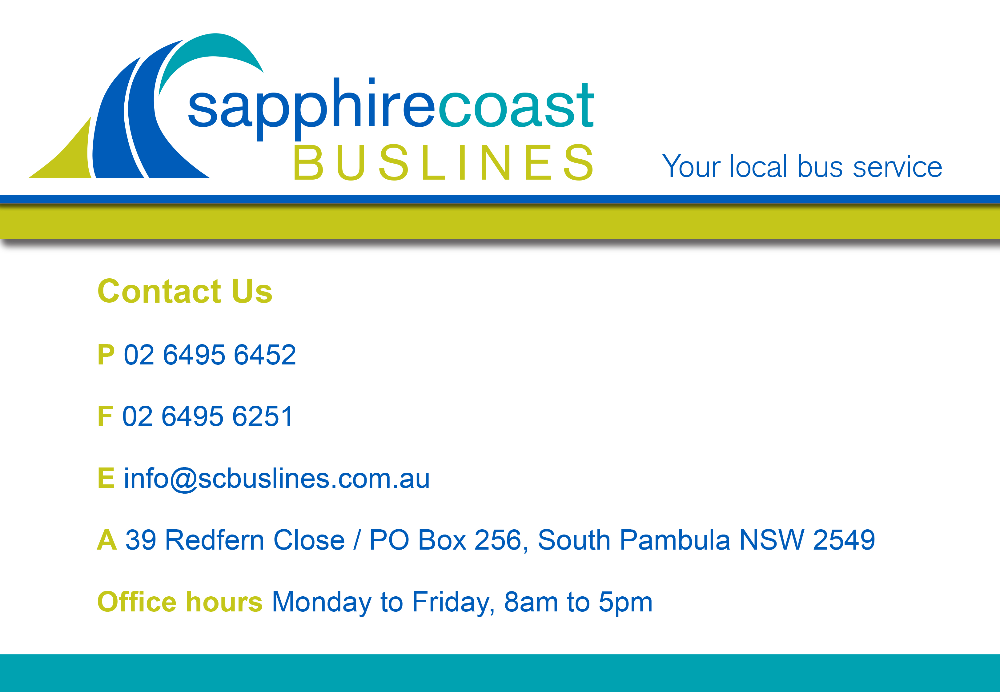 sapphirecoast
BUSLINES
Your local bus service
Contact Us
P 02 6495 6452
F 02 6495 6251
E info@scbuslines.com.au
A 39 Redfern Close / PO Box 256, South Pambula NSW 2549
Office hours Monday to Friday, 8am to 5pm